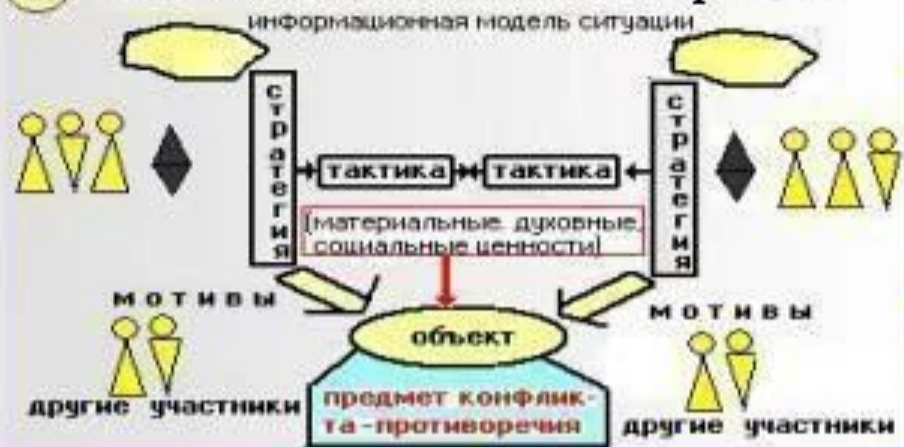 информационная модель ситуации
стратегия
стратегия
тактика
тактика
(материальные, духовные,
социальные ценности)
мотивы
мотивы
объект
предмет конфлик-
та-противоречия
другие участники
другие участники